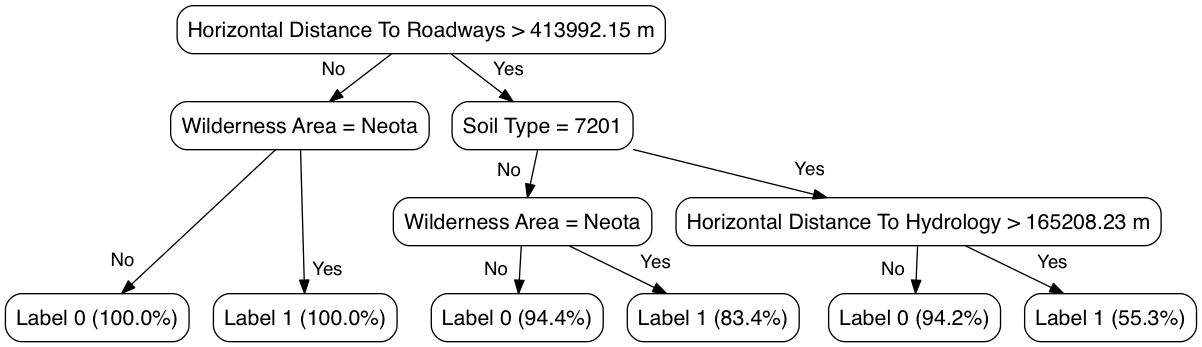 Horizontal Distance To Roadways > 413992.15 m
No
Yes
Wilderness Area = Neota
Soil Type = 7201
No
Yes
Wilderness Area = Neota
Horizontal Distance To Hydrology > 165208.23 m
No
Yes
No
Yes
No
Yes
Label 0 (100.0%)
Label 1 (100.0%)
Label 0 (94.4%)
Label 1 (83.4%)
Label 0 (94.2%)
Label 1 (55.3%)